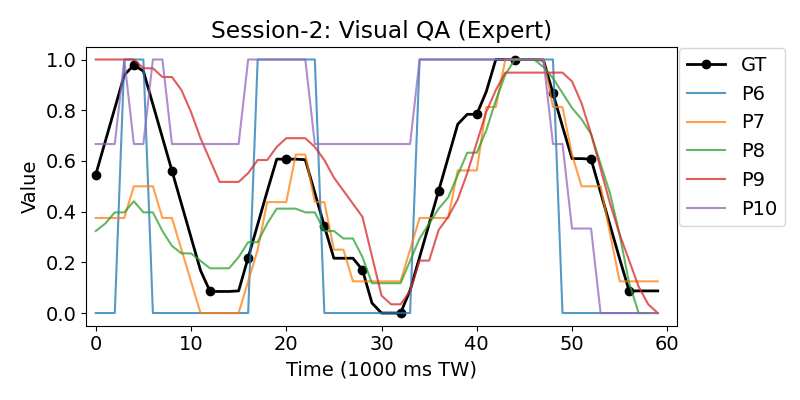 Session-2: Visual QA (Expert)
Value
1.0
0.8
0.6
0.4
0.2
0.0
0 10 20 30 40 50 60
Time (1000 ms TW)
GT
P6
P7
P8
P9
P10